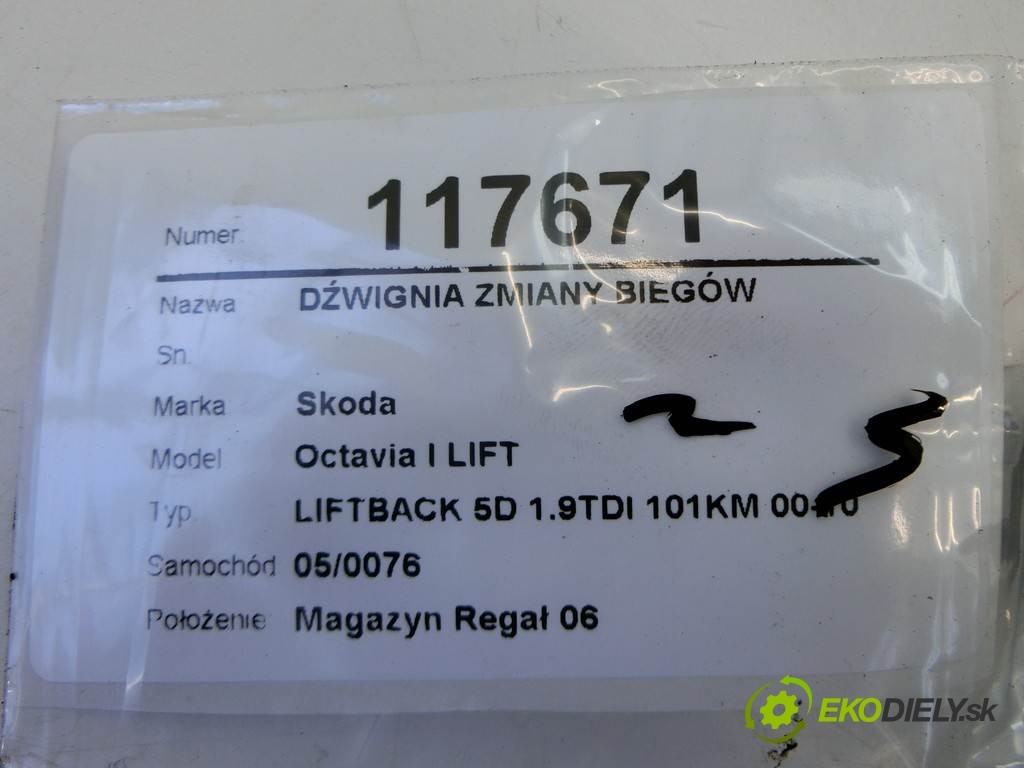 Numer. 117671
Nazwa DŹWIGNIA ZMIANY BIEGÓW
Sn.
Marka Skoda
Model Octavia I LIFT
Typ. LIFTBACK 5D 1.9TDI 101KM
Samochód 05/0076
Położenie Magazyn Regał 06
EKODIELY.sk